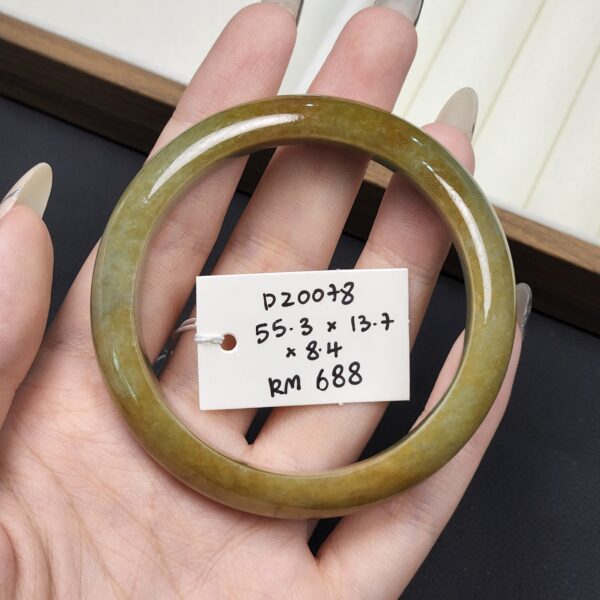 D20078
55.3 x 13.7
x 8.4
RM 688